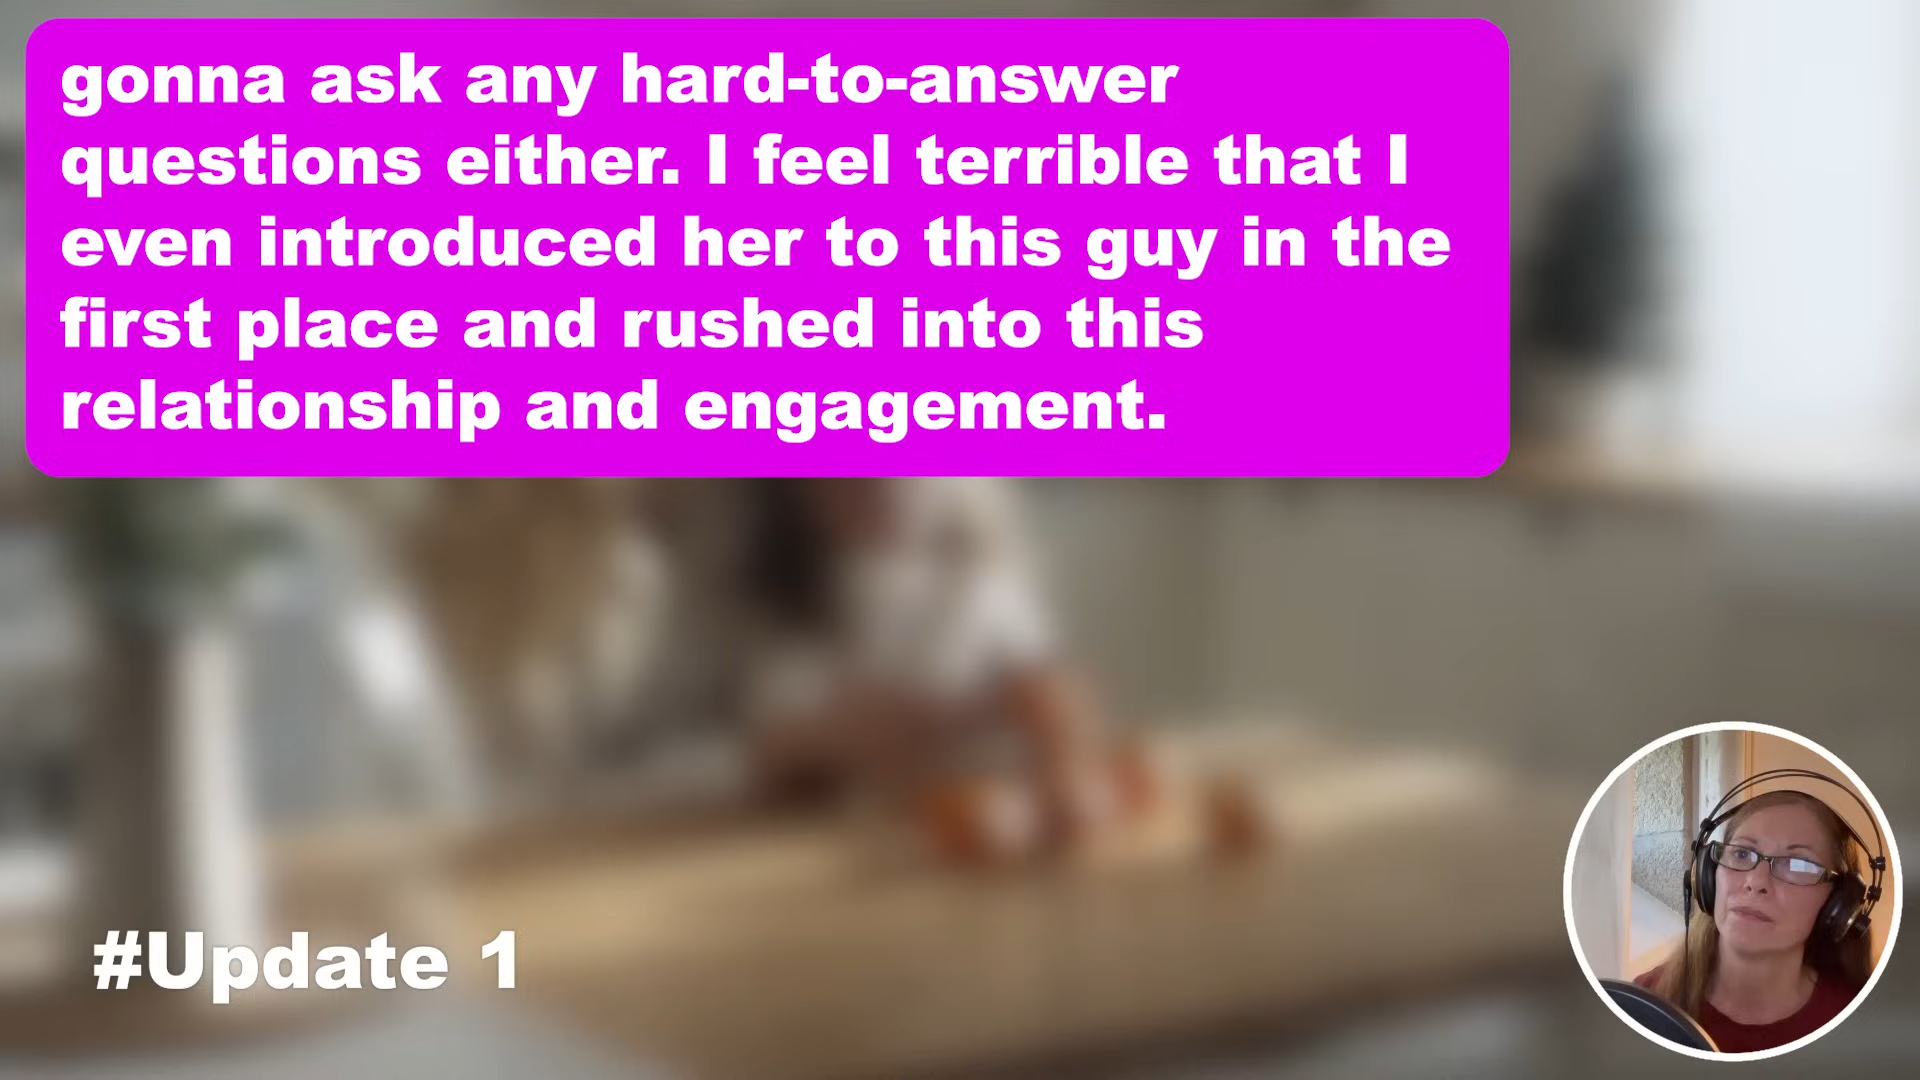 gonna ask any hard-to-answer
questions either. I feel terrible that I
even introduced her to this guy in the
first place and rushed into this
relationship and engagement.
#Update 1